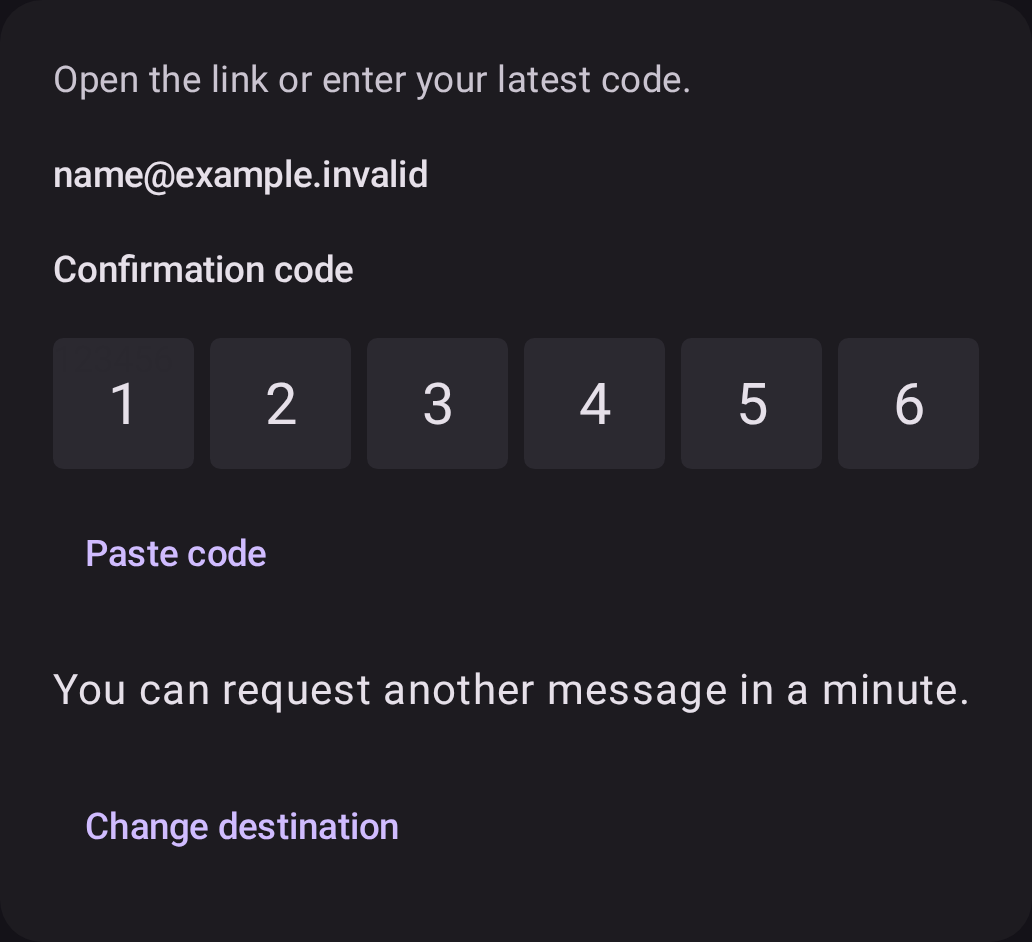 Open the link or enter your latest code.
name@example.invalid
Confirmation code
1 2 3 4 5 6
Paste code
You can request another message in a minute.
Change destination